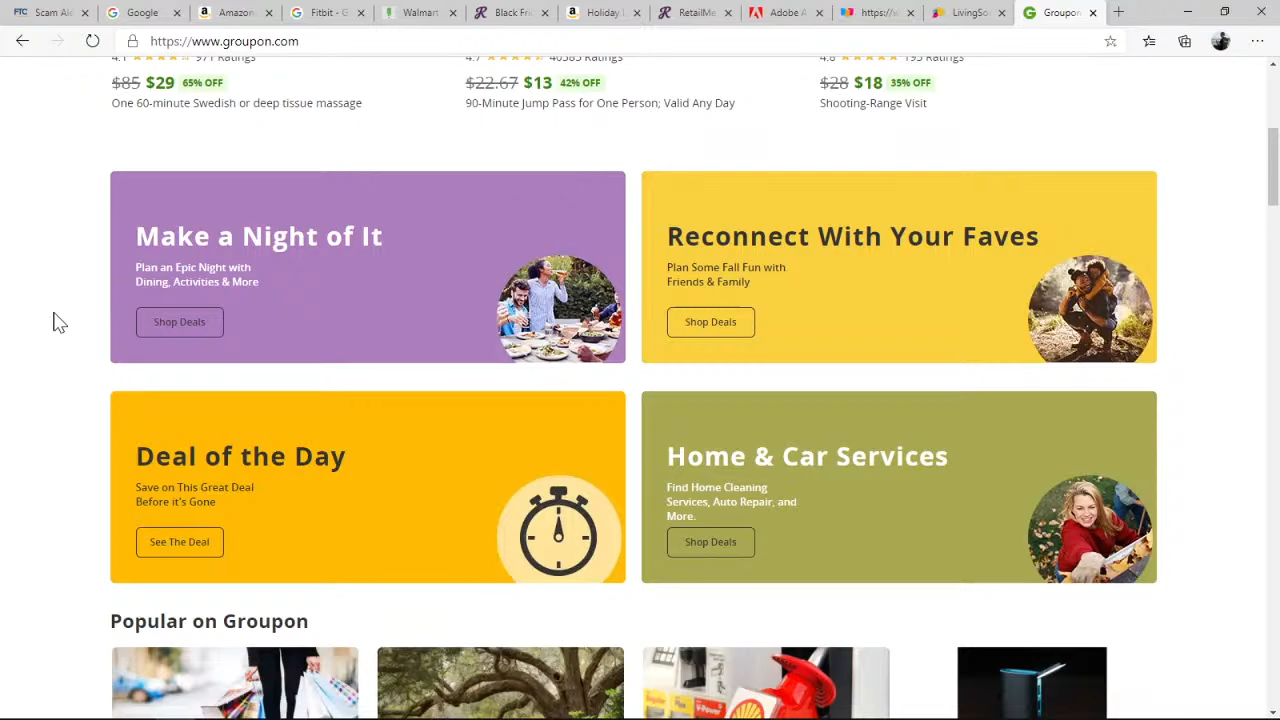 FTC Scam Al
Google
Amazon.
Fitbit - G
Walmart
Black Fri
Holiday.
RetailMe
Adobe A
https://w
LivingSo
Groupon
https://www.groupon.com
4.1 971 Ratings
4.7 40385 Ratings
4.8 195 Ratings
$85 $29 65% OFF
$22.67 $13 42% OFF
$28 $18 35% OFF
One 60-minute Swedish or deep tissue massage
90-Minute Jump Pass for One Person; Valid Any Day
Shooting-Range Visit
Make a Night of It
Plan an Epic Night with
Dining, Activities & More
Shop Deals
Reconnect With Your Faves
Plan Some Fall Fun with
Friends & Family
Shop Deals
Deal of the Day
Save on This Great Deal
Before it's Gone
See The Deal
Home & Car Services
Find Home Cleaning
Services, Auto Repair, and
More.
Shop Deals
Popular on Groupon
V-Power